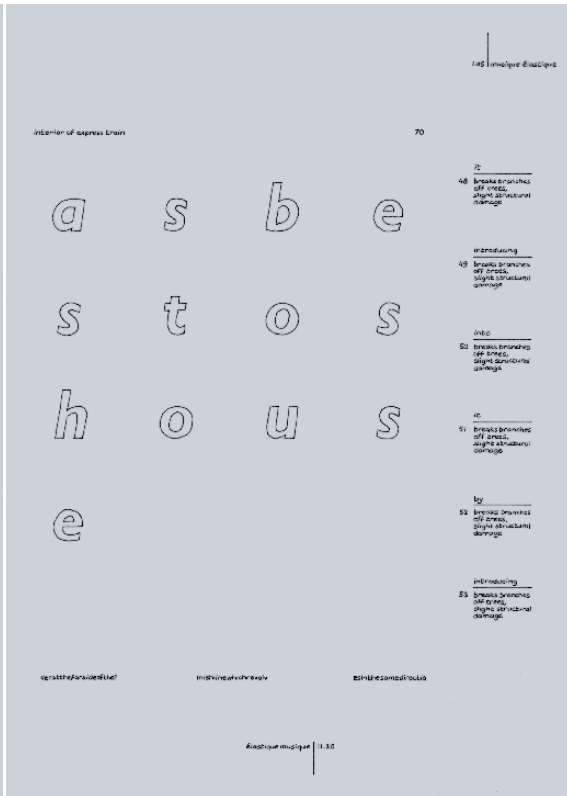 145 musique élastique
interior of express train 70
a s b e
s t o s
h o u s
e
it
48 breaks branches
off trees,
slight structural
damage
introducing
49 breaks branches
off trees,
slight structural
damage
into
50 breaks branches
off trees,
slight structural
damage
it
51 breaks branches
off trees,
slight structural
damage
by
52 breaks branches
off trees,
slight structural
damage
introducing
53 breaks branches
off trees,
slight structural
damage
élastique musique 11.20